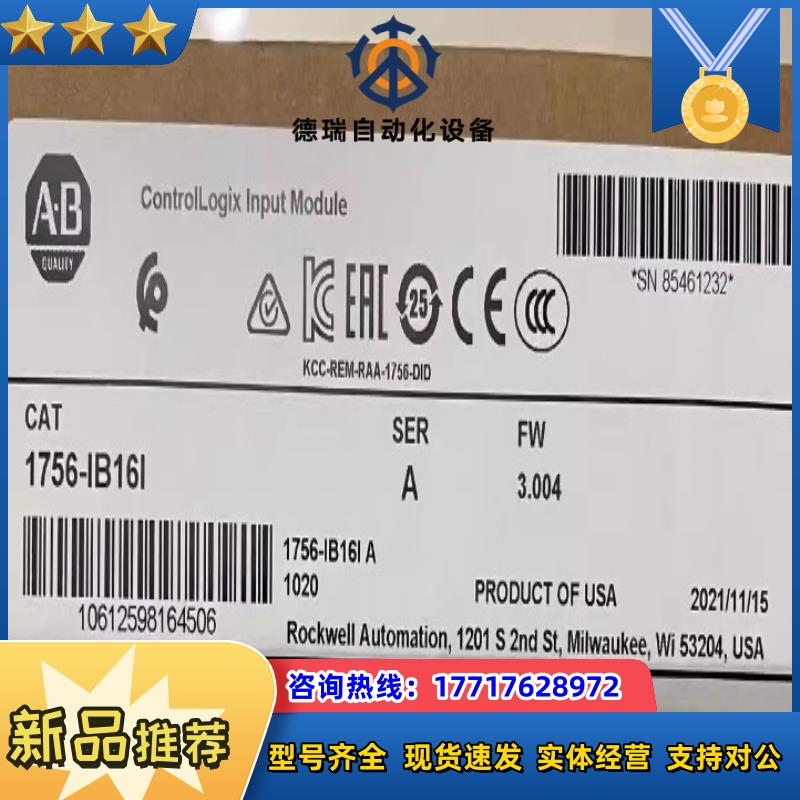 德瑞自动化设备
A-B
QUALITY
ControlLogix Input Module
*SN 85461232*
EAC
25
CE
CCC
KCC-REM-RAA-1756-DID
CAT
SER
FW
1756-IB16I
A
3.004
1756-IB16I A
1020
PRODUCT OF USA
2021/11/15
10612598164506
Rockwell Automation, 1201 S 2nd St, Milwaukee, Wi 53204, USA
咨询热线：17717628972
新品推荐
型号齐全 现货速发 实体经营 支持对公